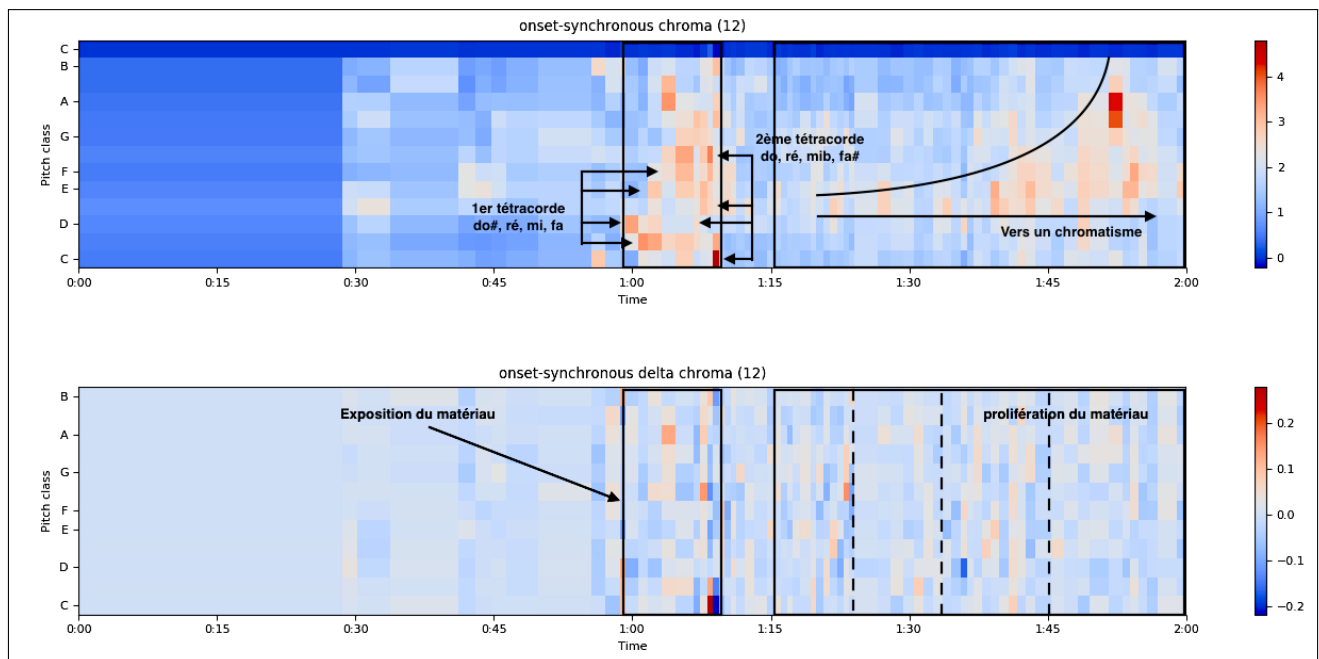 onset-synchronous chroma (12)
C
B
A
G
F
E
D
C
Pitch class
2ème tétracorde
do, ré, mib, fa#
1er tétracorde
do#, ré, mi, fa
Vers un chromatisme
4
3
2
1
0
0:00 0:15 0:30 0:45 1:00 1:15 1:30 1:45 2:00
Time
onset-synchronous delta chroma (12)
B
A
G
F
E
D
C
Pitch class
Exposition du matériau
prolifération du matériau
0.2
0.1
0.0
−0.1
−0.2
0:00 0:15 0:30 0:45 1:00 1:15 1:30 1:45 2:00
Time